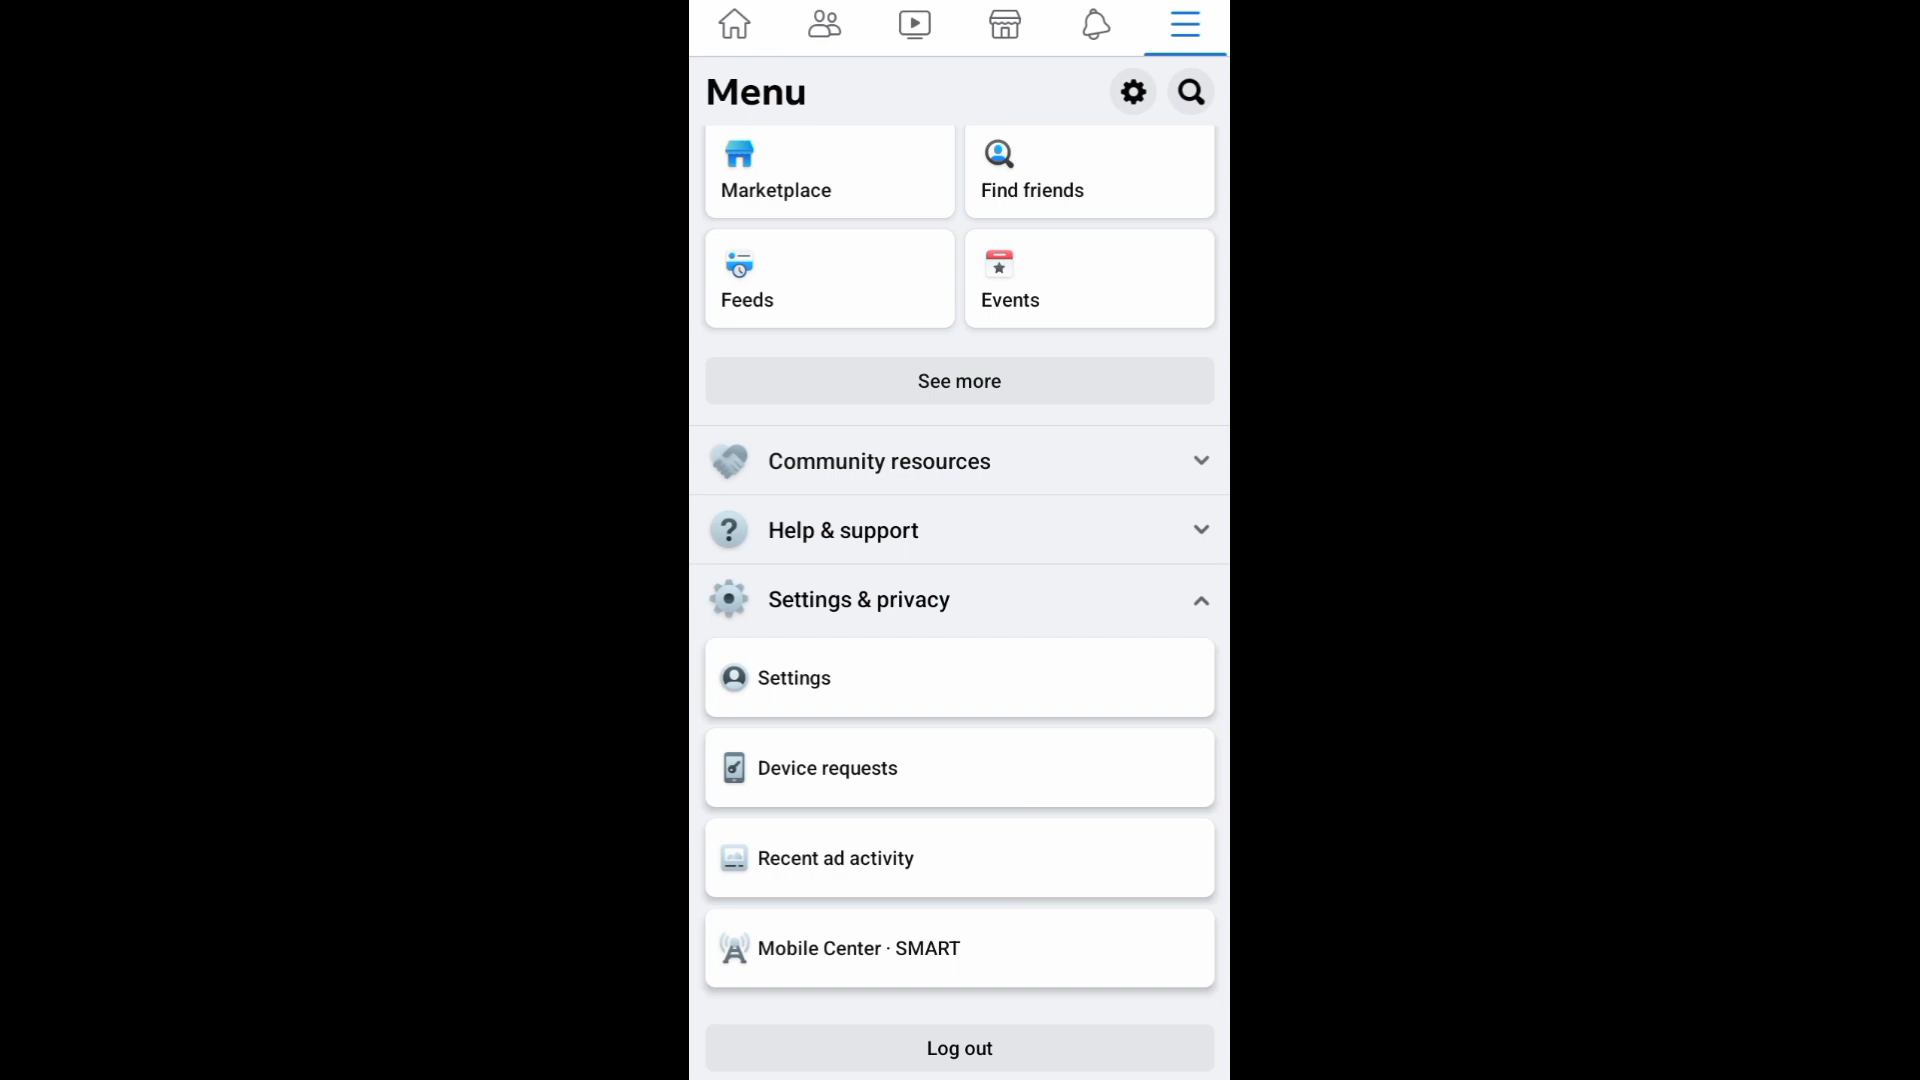 Menu
Marketplace
Find friends
Feeds
Events
See more
Community resources
Help & support
Settings & privacy
Settings
Device requests
Recent ad activity
Mobile Center · SMART
Log out